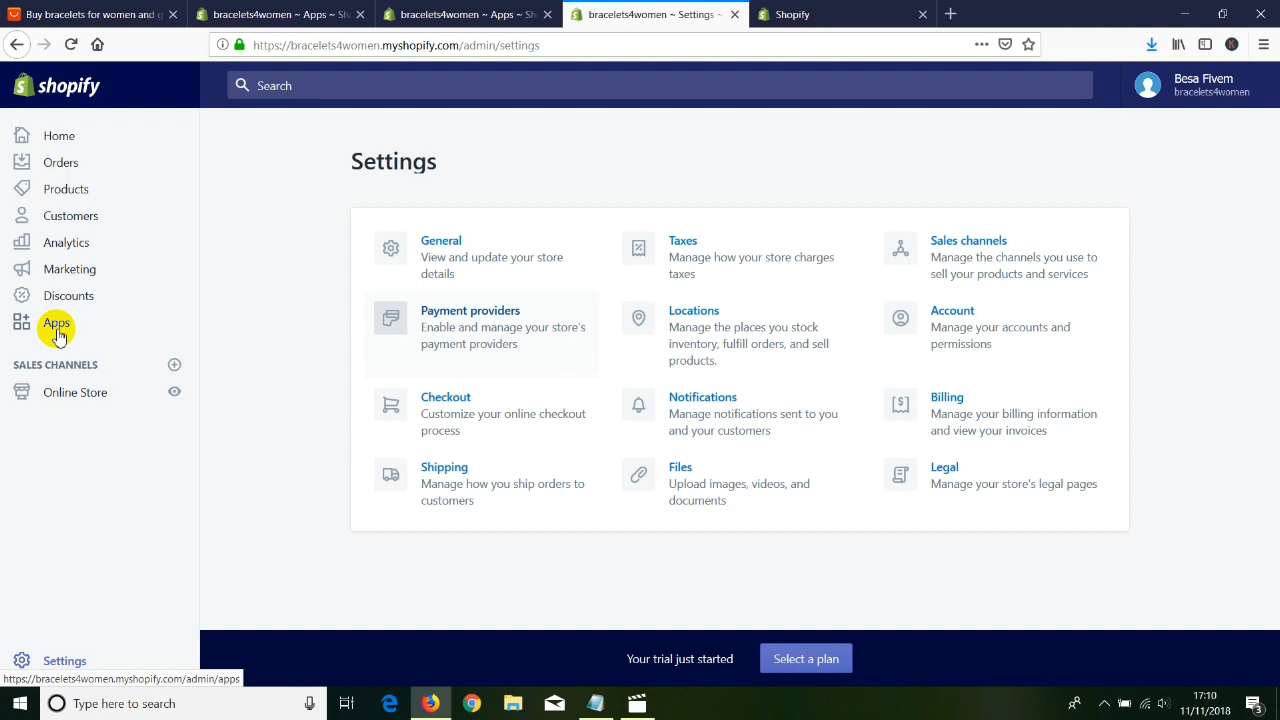 Buy bracelets for women and g
bracelets4women ~ Apps ~ Sh
bracelets4women ~ Apps ~ Sh
bracelets4women ~ Settings ~
Shopify
https://bracelets4women.myshopify.com/admin/settings
shopify
Search
Besa Fivem
bracelets4women
Home
Orders
Products
Customers
Analytics
Marketing
Discounts
Apps
SALES CHANNELS
Online Store
Settings
Settings
General
View and update your store
details
Taxes
Manage how your store charges
taxes
Sales channels
Manage the channels you use to
sell your products and services
Payment providers
Enable and manage your store's
payment providers
Locations
Manage the places you stock
inventory, fulfill orders, and sell
products.
Account
Manage your accounts and
permissions
Checkout
Customize your online checkout
process
Notifications
Manage notifications sent to you
and your customers
Billing
Manage your billing information
and view your invoices
Shipping
Manage how you ship orders to
customers
Files
Upload images, videos, and
documents
Legal
Manage your store's legal pages
Your trial just started
Select a plan
https://bracelets4women.myshopify.com/admin/apps
Type here to search
17:10
11/11/2018
3